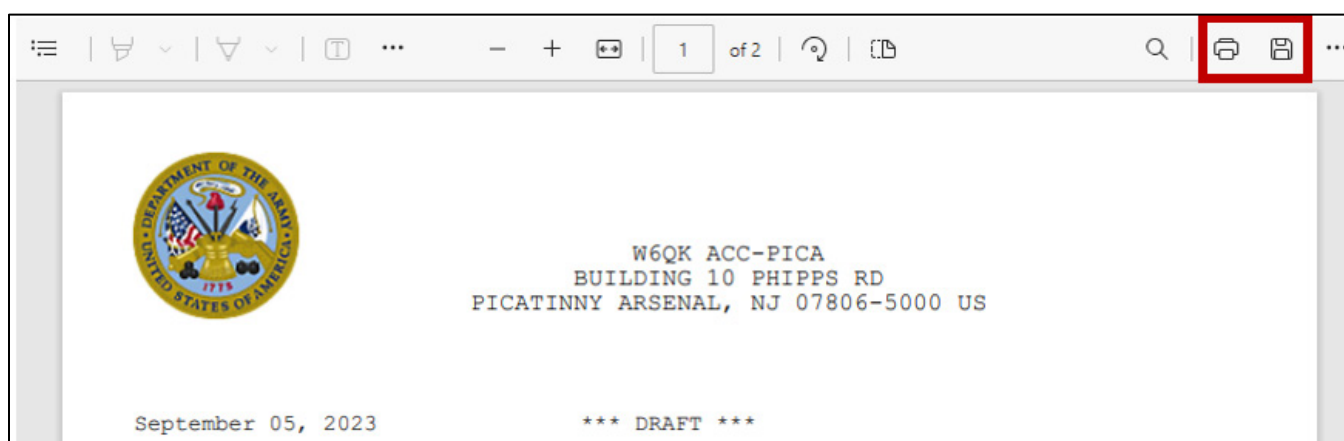 1 of 2
DEPARTMENT OF THE ARMY
UNITED STATES OF AMERICA
1775
W6QK ACC-PICA
BUILDING 10 PHIPPS RD
PICATINNY ARSENAL, NJ 07806-5000 US
September 05, 2023 *** DRAFT ***